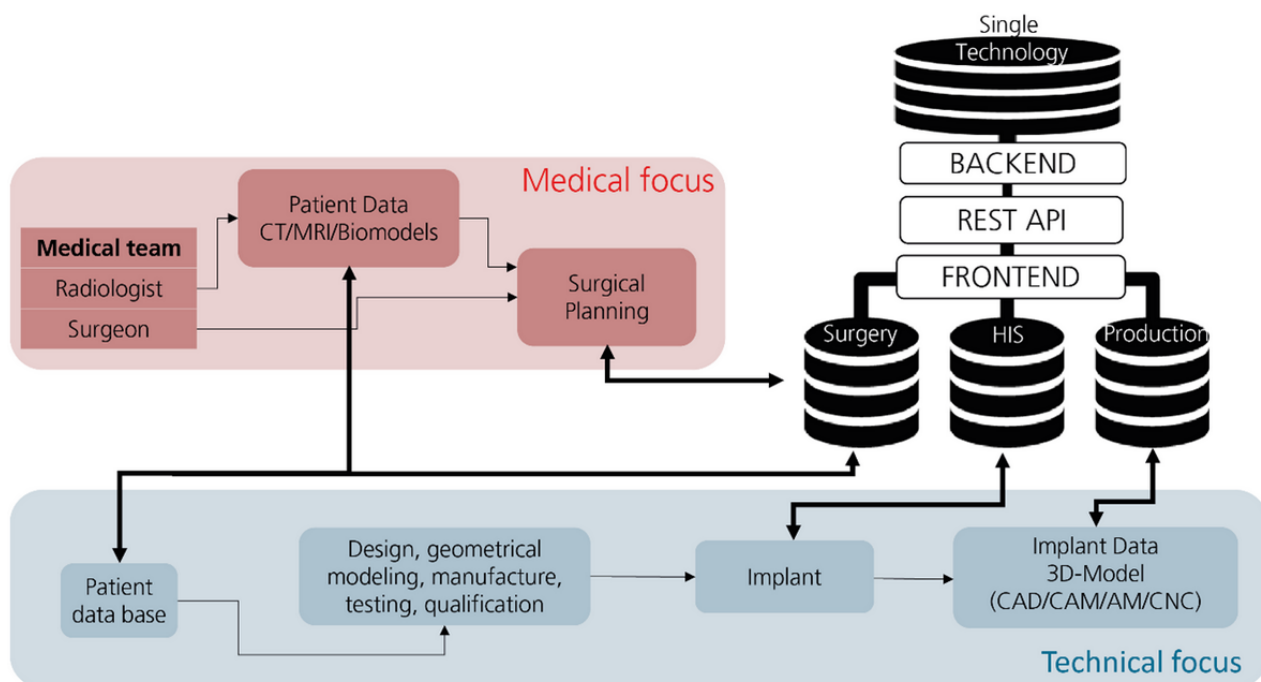 Single
Technology
BACKEND
REST API
FRONTEND
Surgery
HIS
Production
Medical focus
Patient Data
CT/MRI/Biomodels
Medical team
Radiologist
Surgeon
Surgical
Planning
Patient
data base
Design, geometrical
modeling, manufacture,
testing, qualification
Implant
Implant Data
3D-Model
(CAD/CAM/AM/CNC)
Technical focus